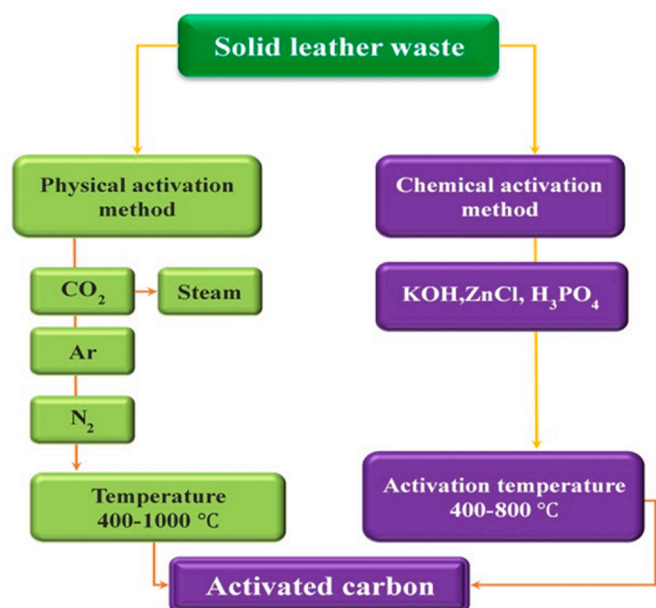 Solid leather waste
Physical activation
method
Chemical activation
method
CO₂
Steam
KOH,ZnCl, H₃PO₄
Ar
N₂
Temperature
400-1000 °C
Activation temperature
400-800 °C
Activated carbon